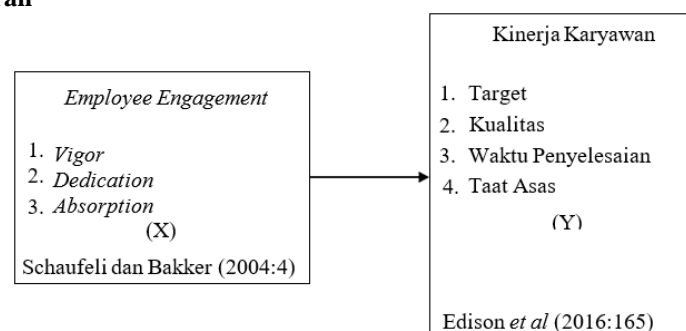 Employee Engagement
1. Vigor
2. Dedication
3. Absorption
(X)
Schaufeli dan Bakker (2004:4)
Kinerja Karyawan
1. Target
2. Kualitas
3. Waktu Penyelesaian
4. Taat Asas
(Y)
Edison et al (2016:165)